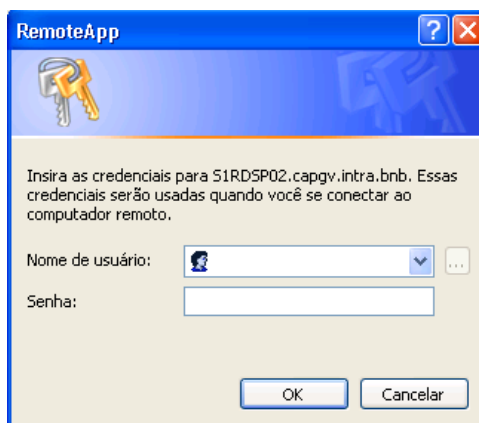 RemoteApp
Insira as credenciais para S1RDSP02.capgv.intra.bnb. Essas
credenciais serão usadas quando você se conectar ao
computador remoto.
Nome de usuário:
...
Senha:
OK
Cancelar